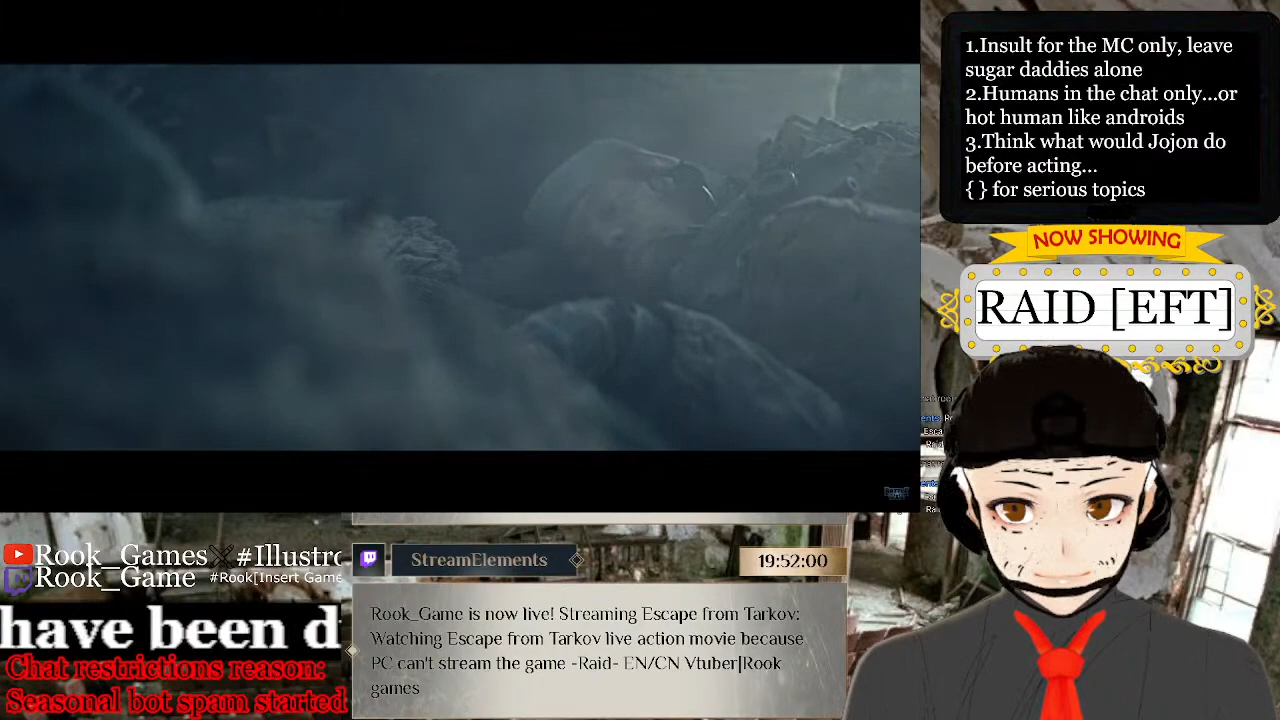 1.Insult for the MC only, leave
sugar daddies alone
2.Humans in the chat only...or
hot human like androids
3.Think what would Jojon do
before acting...
{ } for serious topics
NOW SHOWING
RAID [EFT]
Rook_Games
#Illustr
Rook_Game
#Rook[Insert Game
have been d
Chat restrictions reason:
Seasonal bot spam started
StreamElements
19:52:00
Rook_Game is now live! Streaming Escape from Tarkov:
Watching Escape from Tarkov live action movie because
PC can't stream the game -Raid- EN/CN Vtuber|Rook
games